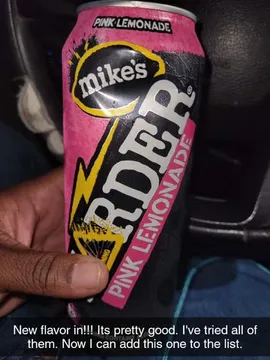 PINK LEMONADE
mike's
RDER
PINK LEMONADE
New flavor in!!! Its pretty good. I've tried all of
them. Now I can add this one to the list.